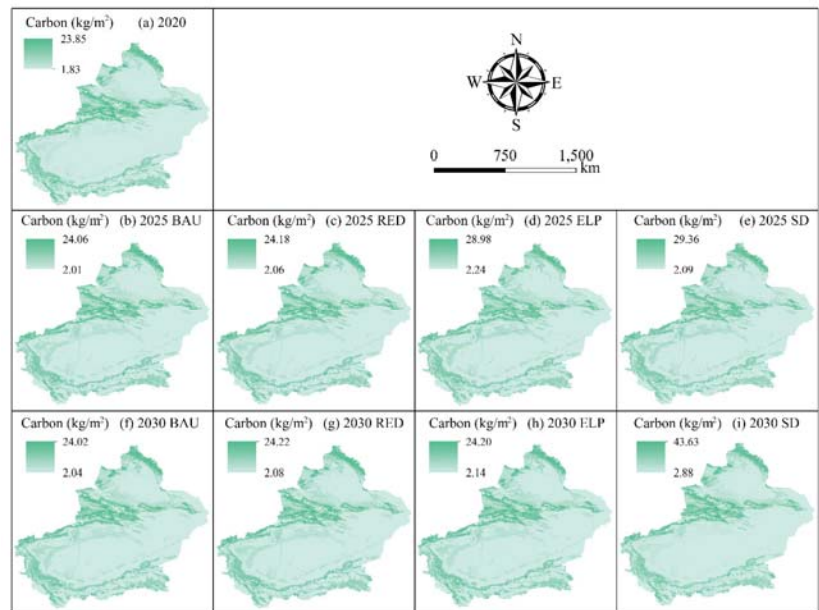 Carbon (kg/m²) (a) 2020
23.85
1.83
N
W E
S
0 750 1,500
km
Carbon (kg/m²) (b) 2025 BAU
24.06
2.01
Carbon (kg/m²) (c) 2025 RED
24.18
2.06
Carbon (kg/m²) (d) 2025 ELP
28.98
2.24
Carbon (kg/m²) (e) 2025 SD
29.36
2.09
Carbon (kg/m²) (f) 2030 BAU
24.02
2.04
Carbon (kg/m²) (g) 2030 RED
24.22
2.08
Carbon (kg/m²) (h) 2030 ELP
24.20
2.14
Carbon (kg/m²) (i) 2030 SD
43.63
2.88